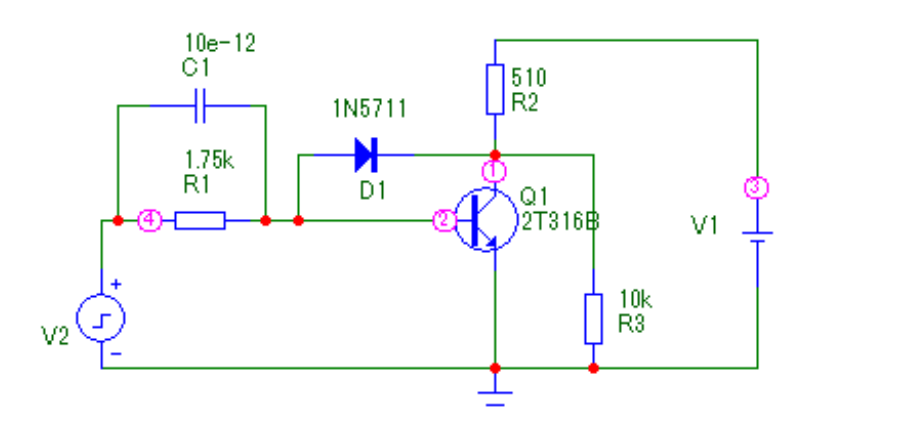 10e-12
C1
1N5711
D1
1.75k
R1
510
R2
1
Q1
2T316B
2
3
V1
4
+
V2
-
10k
R3